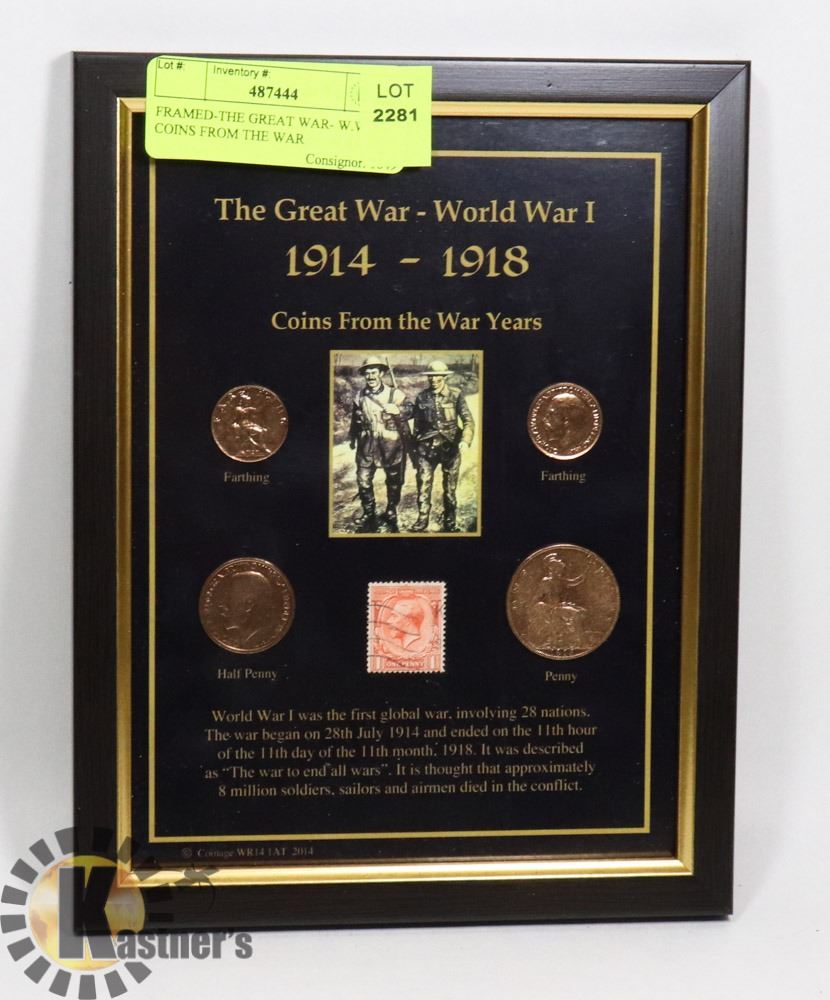 Lot #:
Inventory #:
487444
LOT
2281
FRAMED-THE GREAT WAR- W.
COINS FROM THE WAR
Consignor:
The Great War - World War I
1914 - 1918
Coins From the War Years
Farthing
Farthing
Half Penny
ONE PENNY
Penny
World War I was the first global war, involving 28 nations.
The war began on 28th July 1914 and ended on the 11th hour
of the 11th day of the 11th month, 1918. It was described
as “The war to end all wars”. It is thought that approximately
8 million soldiers, sailors and airmen died in the conflict.
© Coinage WR14 1AT 2014
Kastner's